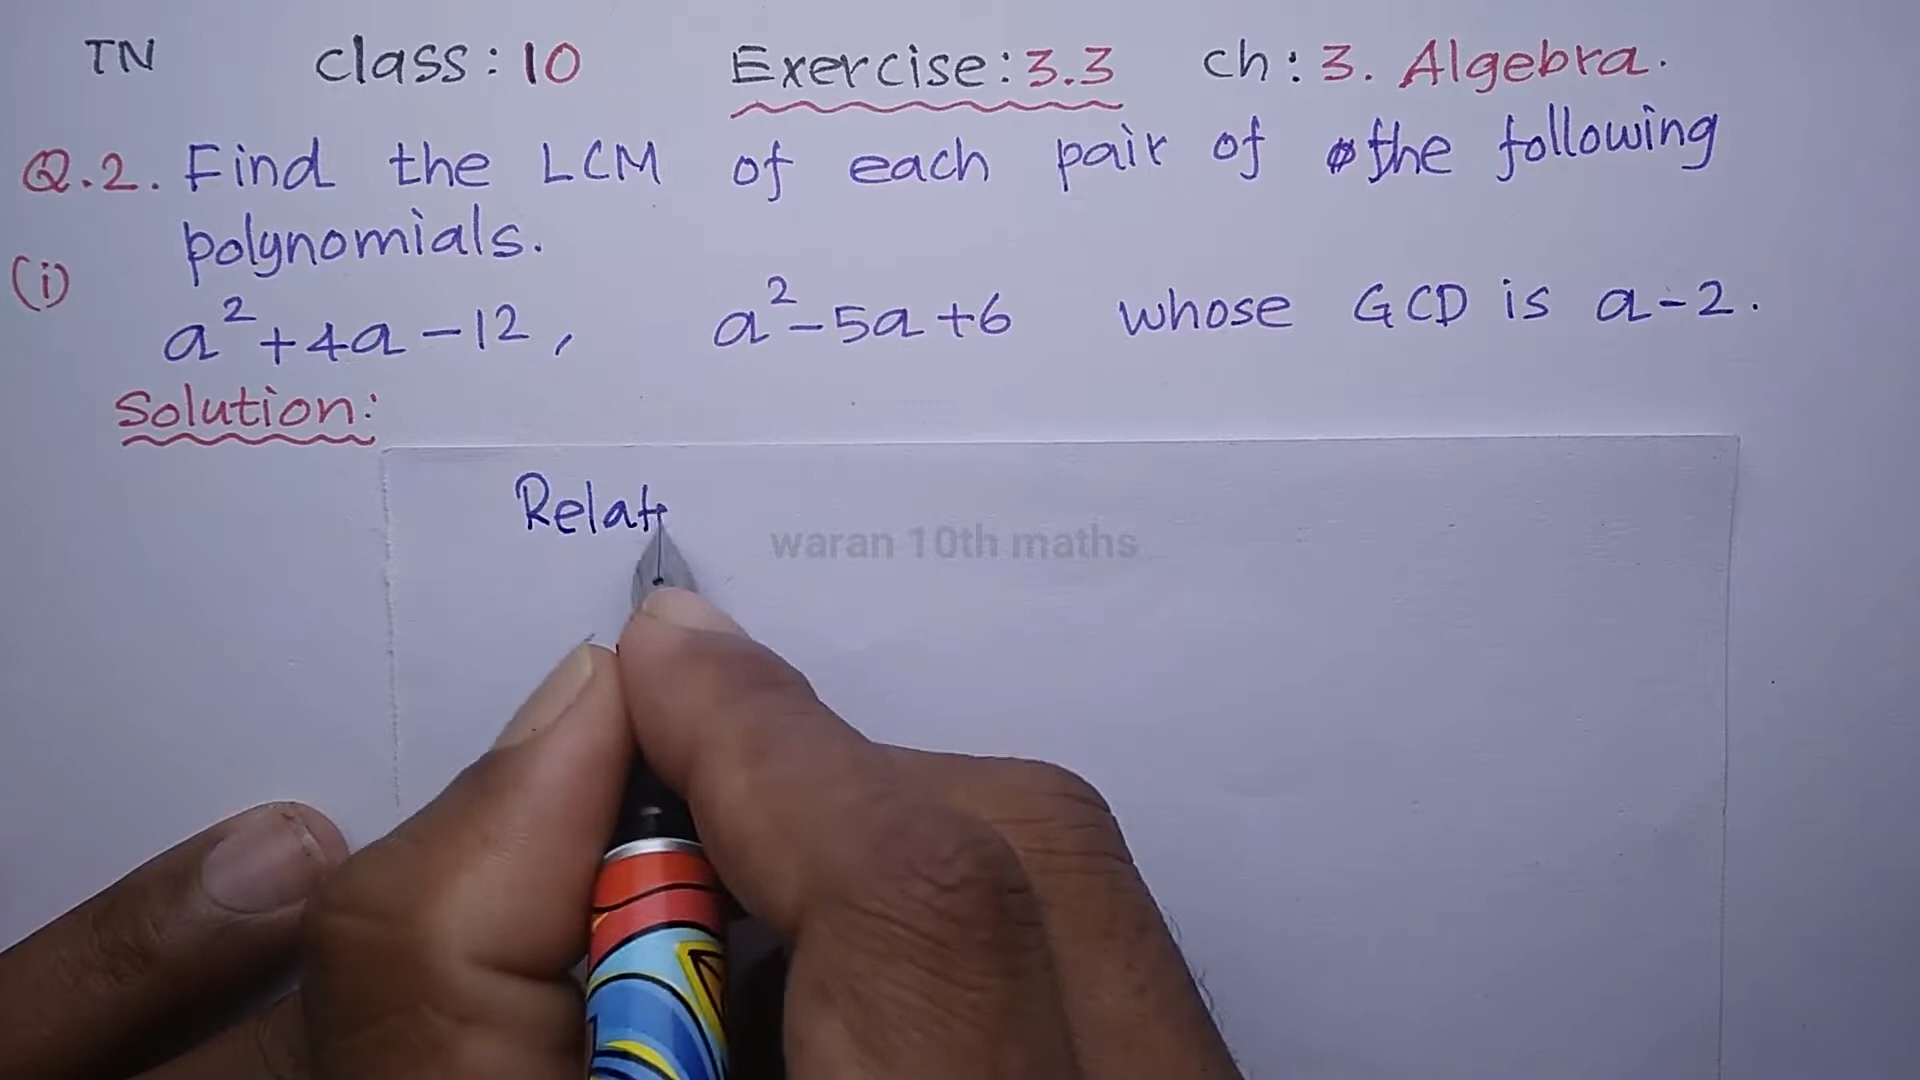 TN class: 10 Exercise: 3.3 ch: 3. Algebra.
Q.2. Find the LCM of each pair of the following
polynomials.
(i) a²+4a-12, a²-5a+6 whose GCD is a-2.
Solution:
Relat
waran 10th maths